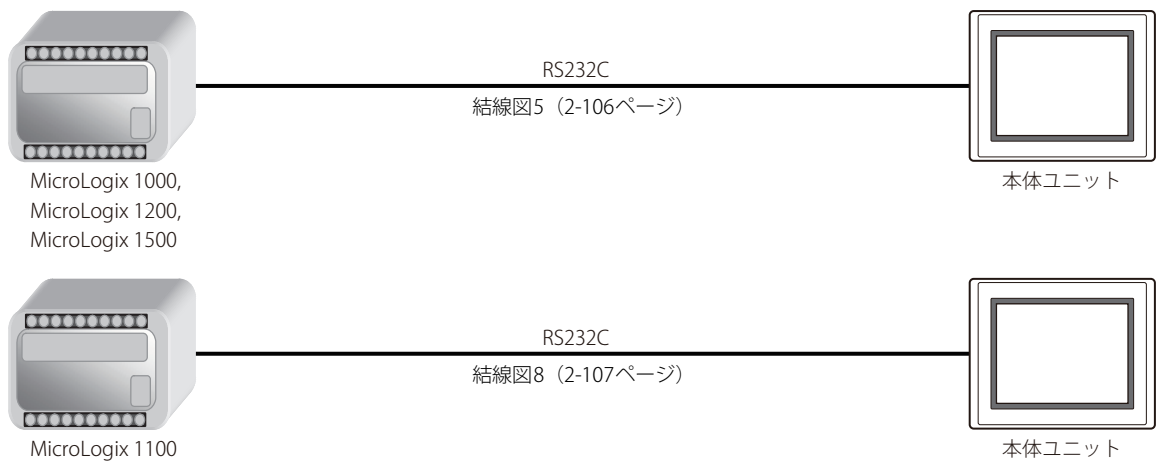 RS232C
結線図5（2-106ページ）
MicroLogix 1000,
MicroLogix 1200,
MicroLogix 1500
本体ユニット
RS232C
結線図8（2-107ページ）
MicroLogix 1100
本体ユニット